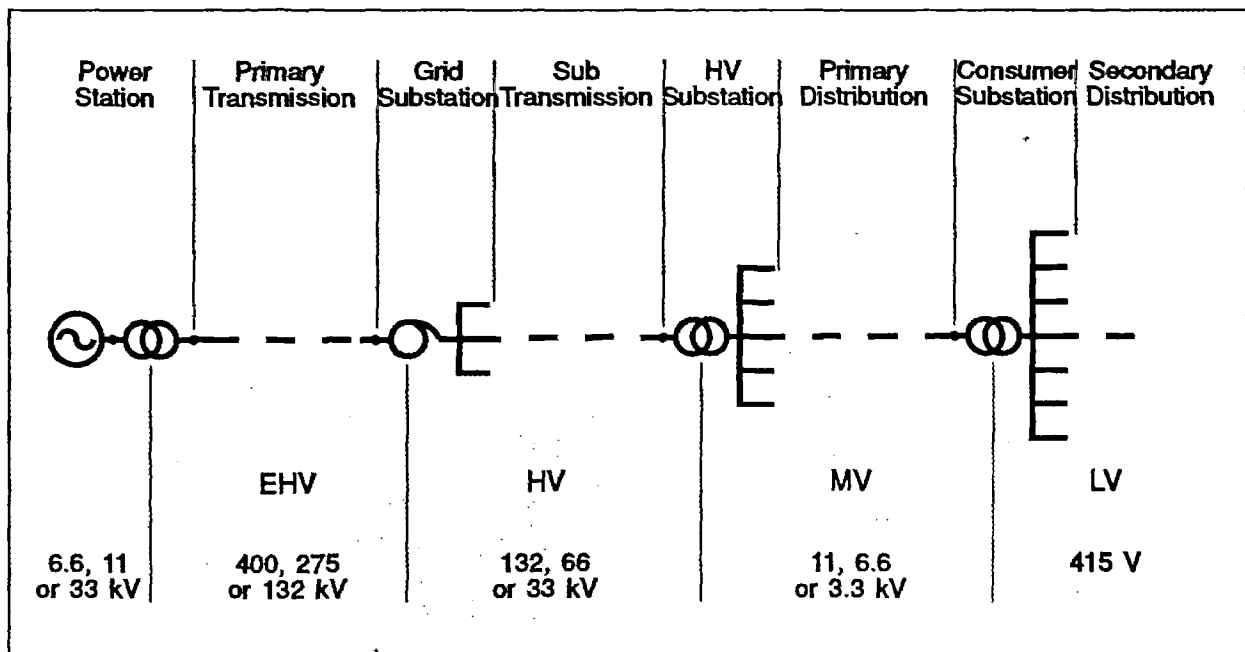 Power
Station
Primary
Transmission
Grid
Substation
Sub
Transmission
HV
Substation
Primary
Distribution
Consumer
Substation
Secondary
Distribution
EHV
HV
MV
LV
6.6, 11
or 33 kV
400, 275
or 132 kV
132, 66
or 33 kV
11, 6.6
or 3.3 kV
415 V